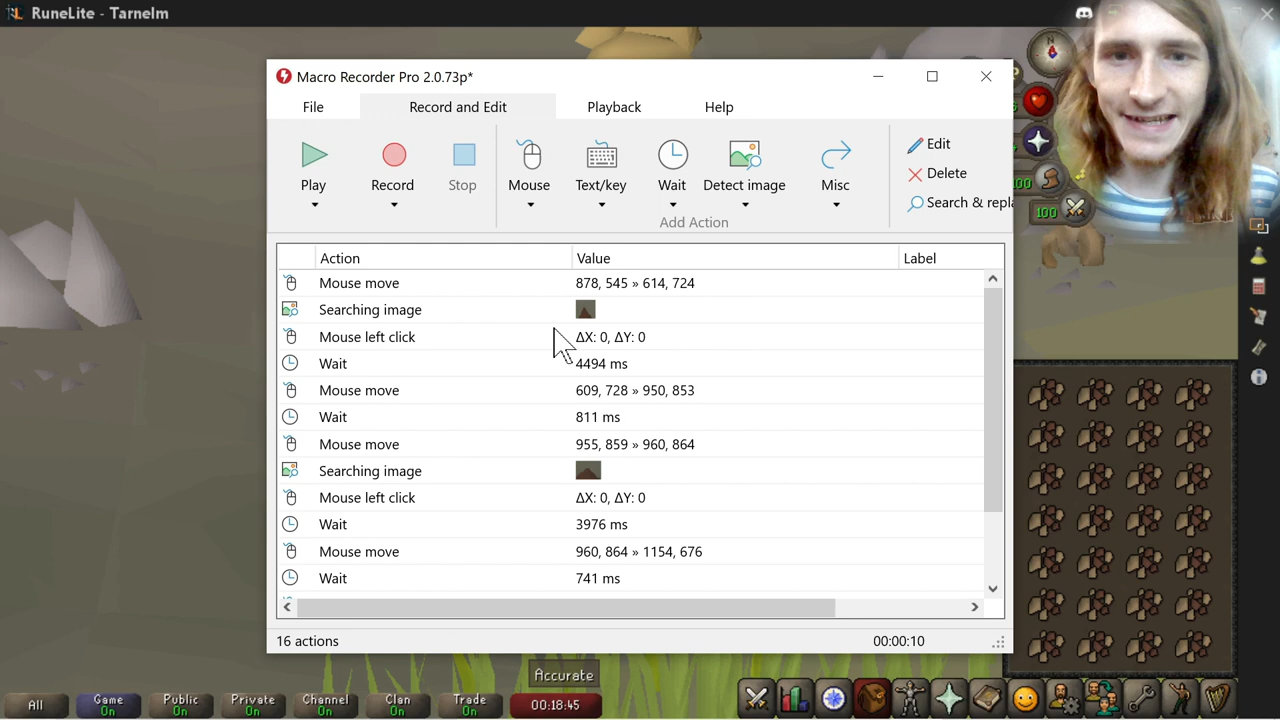 RuneLite - Tarnelm
Macro Recorder Pro 2.0.73p*
File Record and Edit Playback Help
Play Record Stop Mouse Text/key Wait Detect image Misc
Edit
Delete
Search & repla
Add Action
Action Value Label
Mouse move 878, 545 » 614, 724
Searching image
Mouse left click ΔX: 0, ΔY: 0
Wait 4494 ms
Mouse move 609, 728 » 950, 853
Wait 811 ms
Mouse move 955, 859 » 960, 864
Searching image
Mouse left click ΔX: 0, ΔY: 0
Wait 3976 ms
Mouse move 960, 864 » 1154, 676
Wait 741 ms
16 actions 00:00:10
N
100
100
Accurate
All
Game On
Public On
Private On
Channel On
Clan On
Trade On
00:18:45